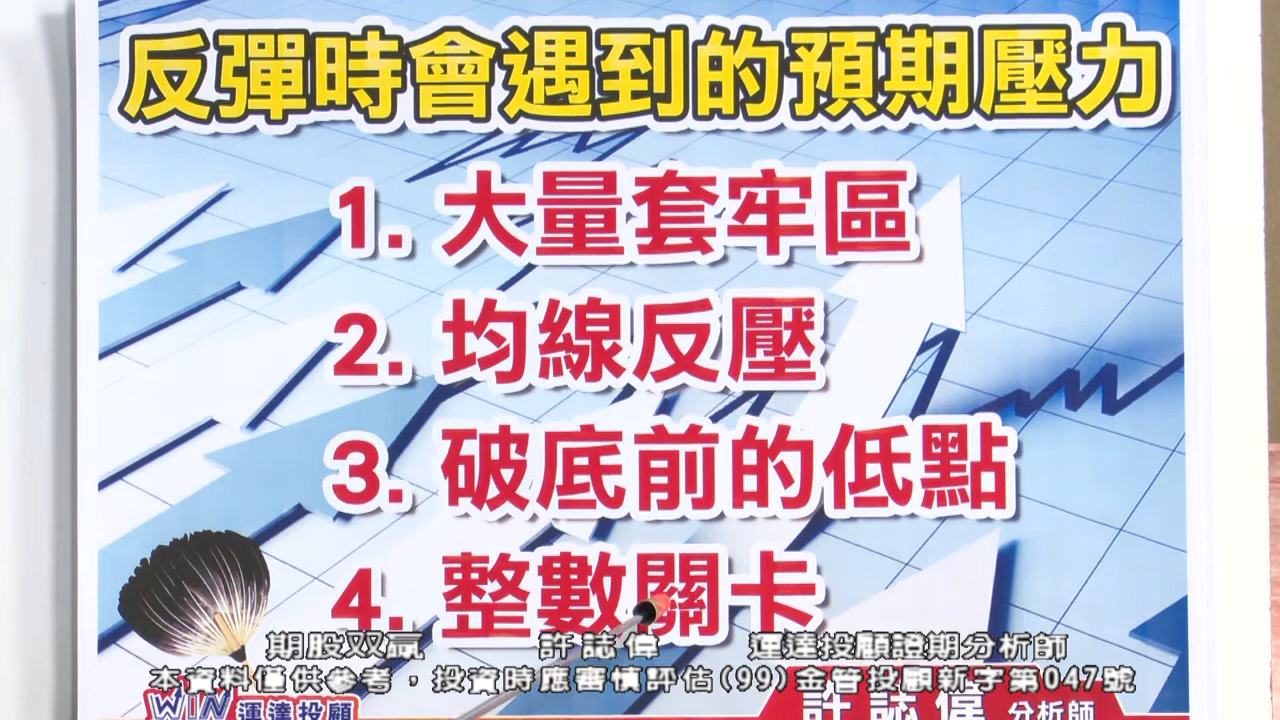 反彈時會遇到的預期壓力
1. 大量套牢區
2. 均線反壓
3. 破底前的低點
4. 整數關卡
期股双贏 許誌偉 運達投顧證期分析師
本資料僅供參考，投資時應審慎評估(99)金管投顧新字第047號
WIN 運達投顧 許誌偉 分析師